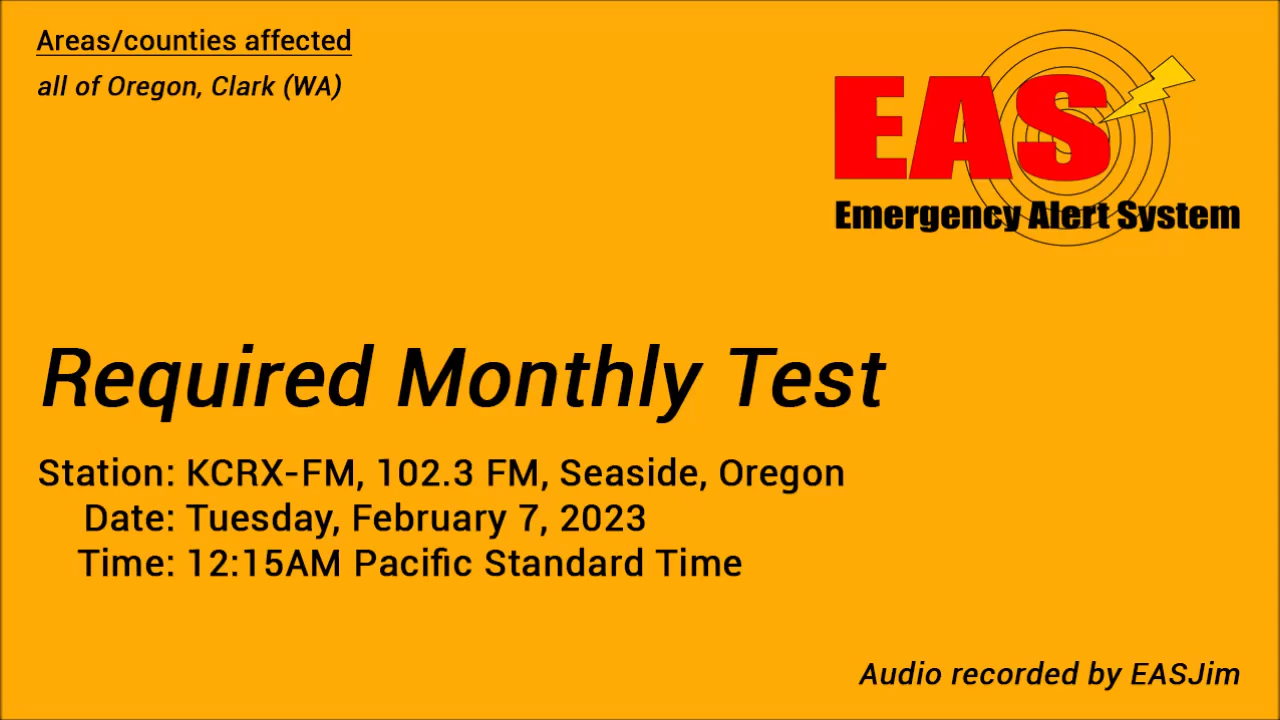 Areas/counties affected
all of Oregon, Clark (WA)
EAS
Emergency Alert System
Required Monthly Test
Station: KCRX-FM, 102.3 FM, Seaside, Oregon
Date: Tuesday, February 7, 2023
Time: 12:15AM Pacific Standard Time
Audio recorded by EASJim